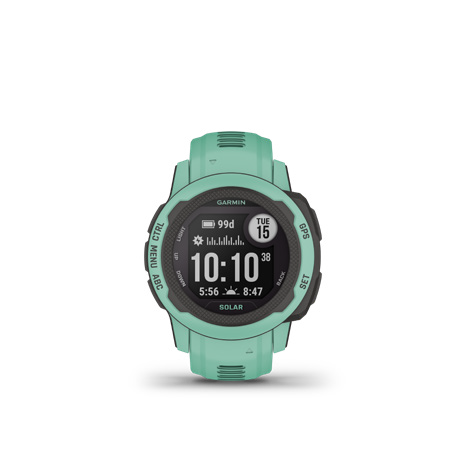 GARMIN
99d
TUE
15
10:10 38
5:56 8:47
SOLAR
LIGHT
UP
DOWN
BACK
CTRL
MENU
ABC
GPS
SET